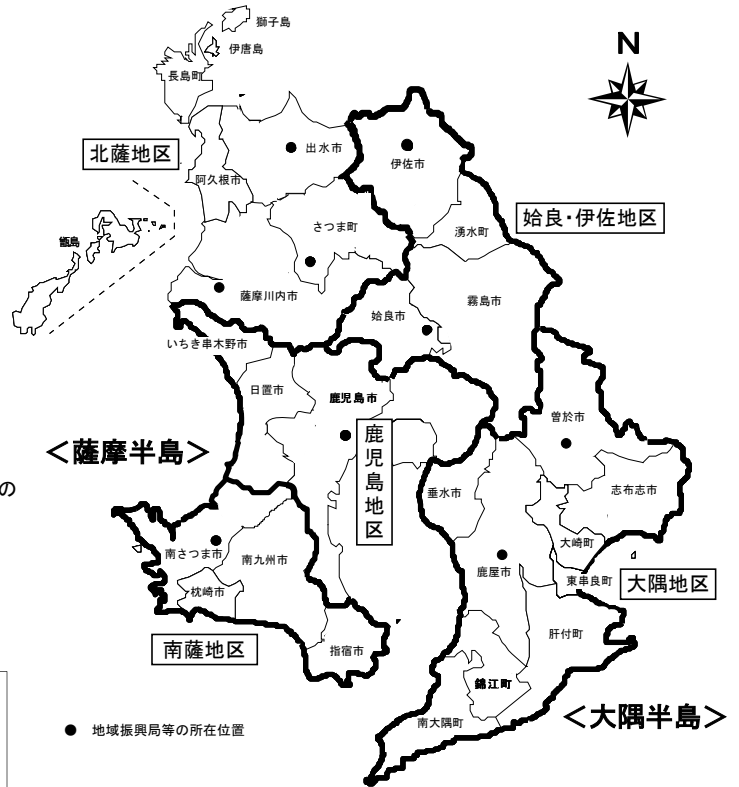 獅子島
伊唐島
長島町
N
北薩地区
出水市
伊佐市
阿久根市
さつま町
湧水町
姶良・伊佐地区
甑島
薩摩川内市
姶良市
霧島市
いちき串木野市
日置市
鹿児島市
曽於市
鹿児島地区
<薩摩半島>
垂水市
志布志市
の
大崎町
南さつま市
南九州市
鹿屋市
東串良町
大隅地区
枕崎市
南薩地区
指宿市
肝付町
錦江町
南大隅町
<大隅半島>
● 地域振興局等の所在位置